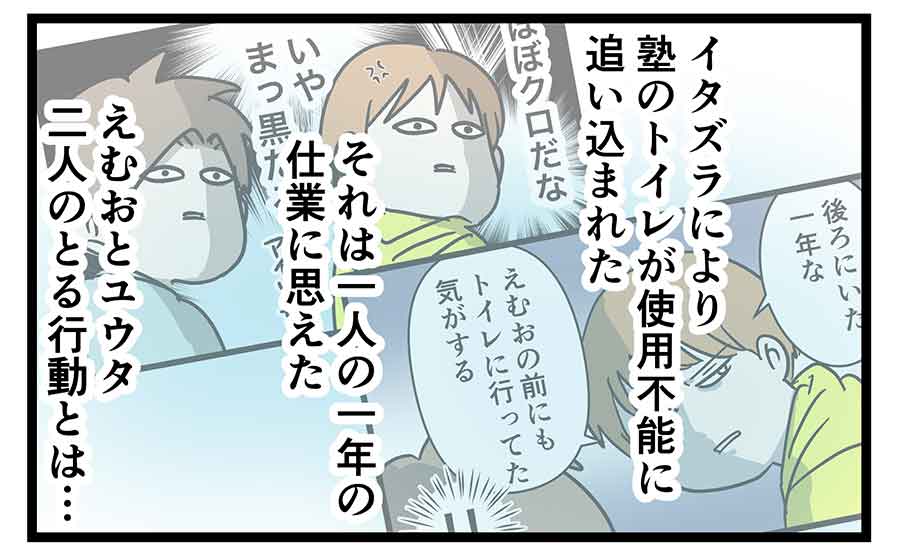 イタズラにより
塾のトイレが使用不能に
追い込まれた
それは一人の一年の
仕業に思えた
えむおとユウタ
二人のとる行動とは…
ぼクロだな
いや
まっ黒だ
後ろにいた
一年な
えむおの前にも
トイレに行ってた
気がする
!!